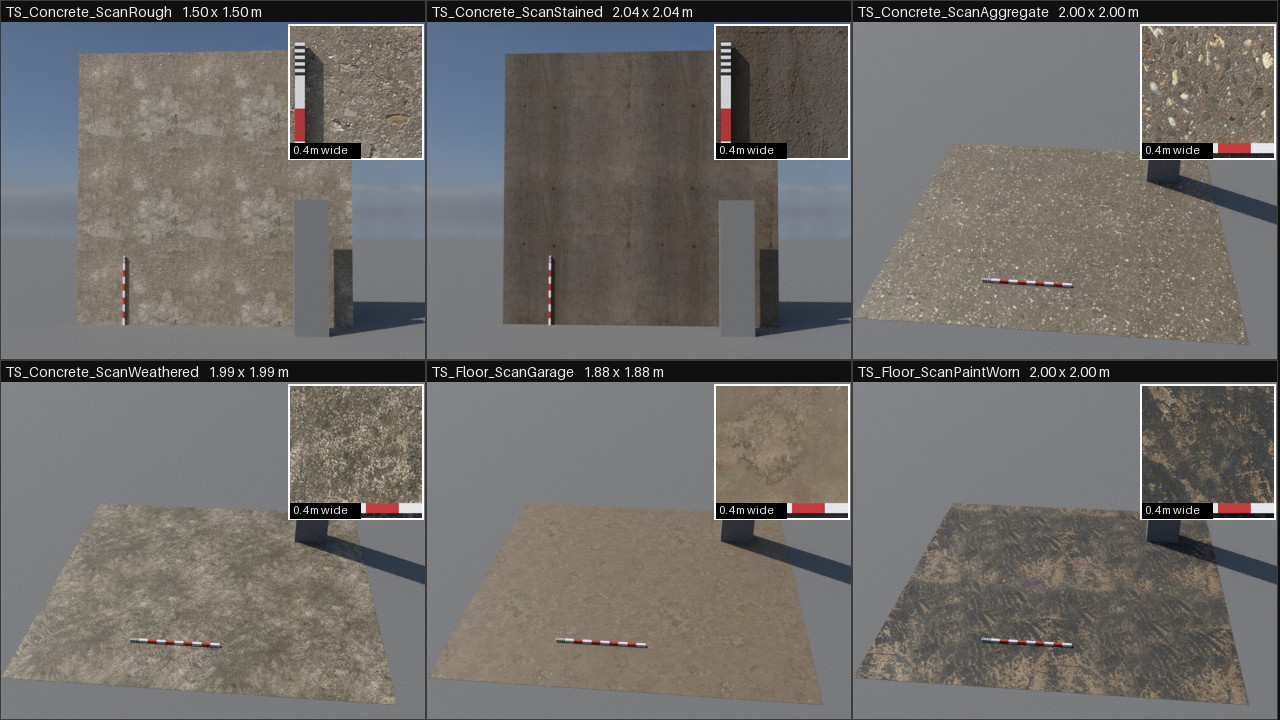 TS_Concrete_ScanRough 1.50 x 1.50 m
0.4m wide
TS_Concrete_ScanStained 2.04 x 2.04 m
0.4m wide
TS_Concrete_ScanAggregate 2.00 x 2.00 m
0.4m wide
TS_Concrete_ScanWeathered 1.99 x 1.99 m
0.4m wide
TS_Floor_ScanGarage 1.88 x 1.88 m
0.4m wide
TS_Floor_ScanPaintWorn 2.00 x 2.00 m
0.4m wide